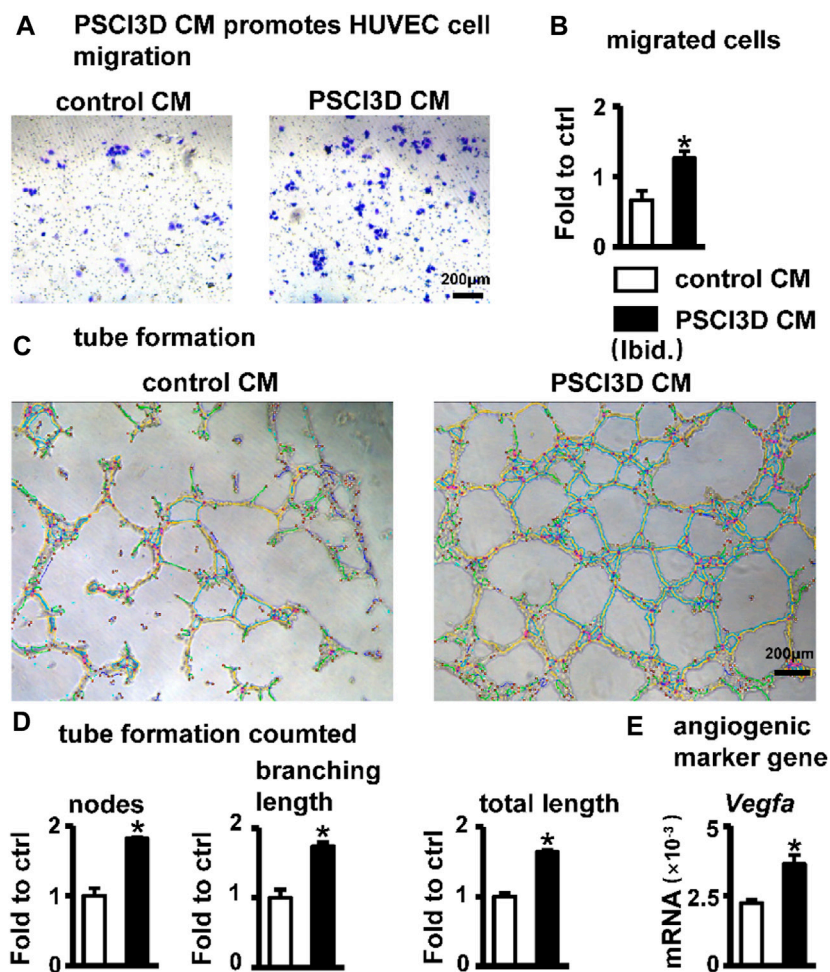 A PSCI3D CM promotes HUVEC cell
migration
control CM
PSCI3D CM
200μm
B migrated cells
Fold to ctrl
2
1
0
*
control CM
PSCI3D CM
(Ibid.)
C tube formation
control CM
PSCI3D CM
200μm
D tube formation coumted
nodes
Fold to ctrl
2
1
0
*
branching
length
Fold to ctrl
2
1
0
*
total length
Fold to ctrl
2
1
0
*
E angiogenic
marker gene
Vegfa
mRNA (×10⁻³)
5
2.5
0
*